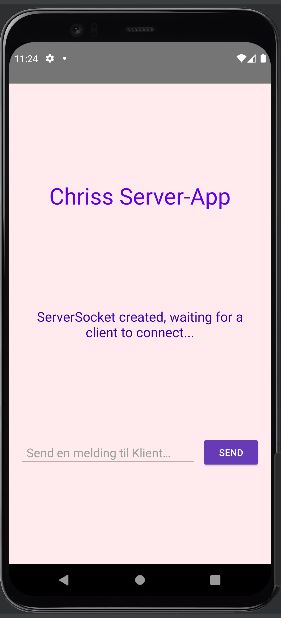 11:24
Chriss Server-App
ServerSocket created, waiting for a
client to connect...
Send en melding til Klient...
SEND